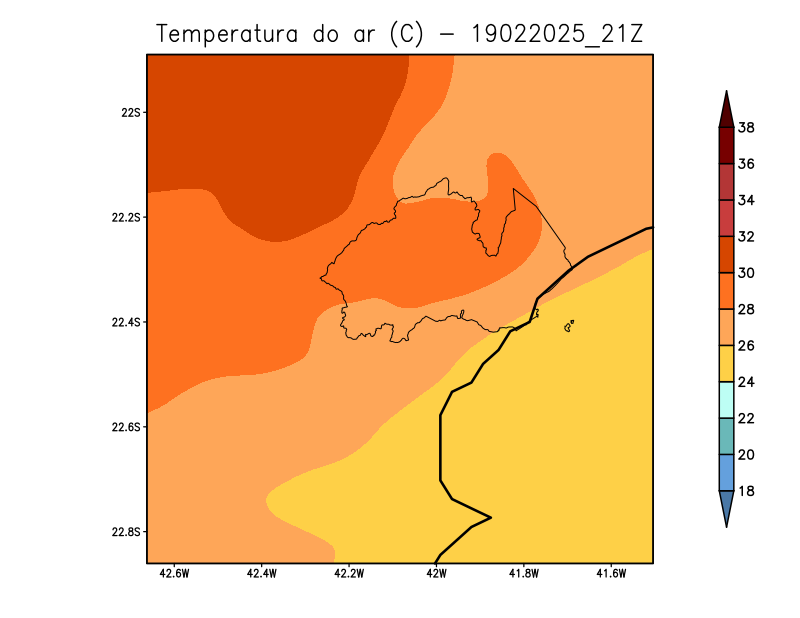 Temperatura do ar (C) − 19022025_21Z
22S
22.2S
22.4S
22.6S
22.8S
42.6W
42.4W
42.2W
42W
41.8W
41.6W
38
36
34
32
30
28
26
24
22
20
18